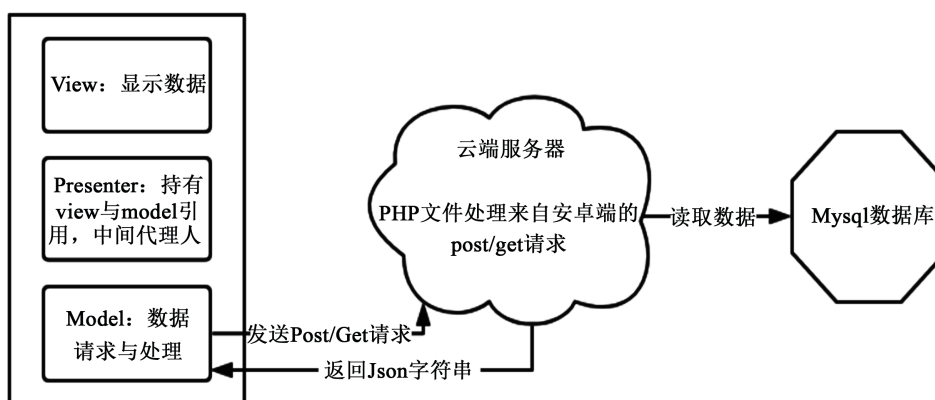 View：显示数据
Presenter：持有
view与model引
用，中间代理人
Model：数据
请求与处理
发送Post/Get请求
返回Json字符串
云端服务器
PHP文件处理来自安卓端的
post/get请求
读取数据
Mysql数据库